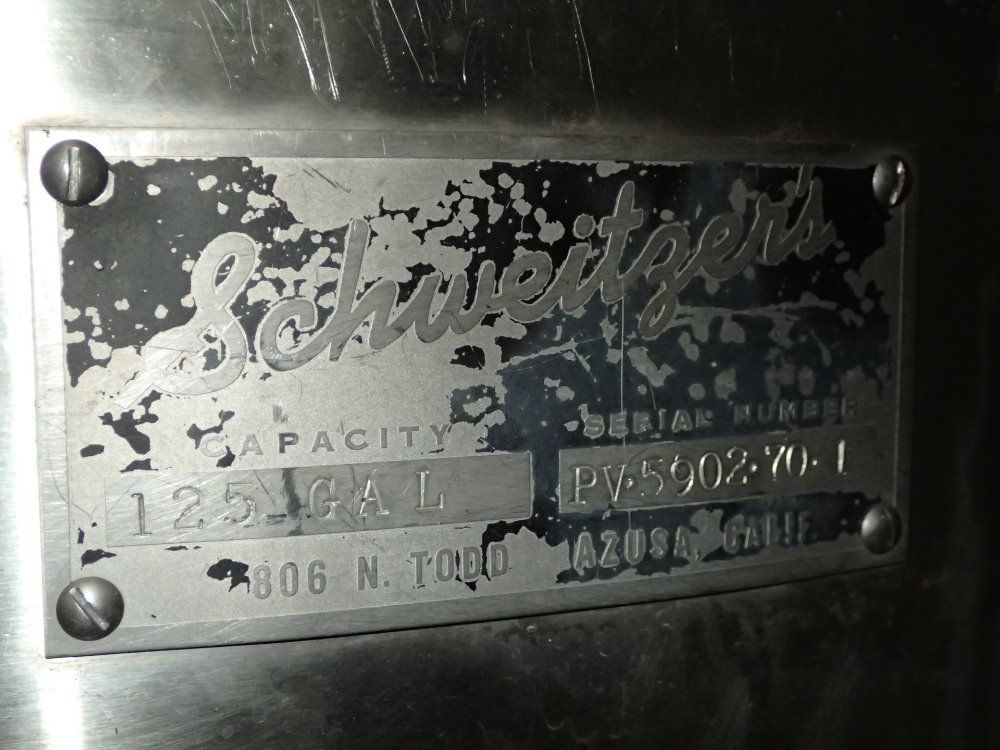 Schweitzer's
CAPACITY SERIAL NUMBER
125 GAL PV·5902·70·1
806 N. TODD AZUSA, CALIF.